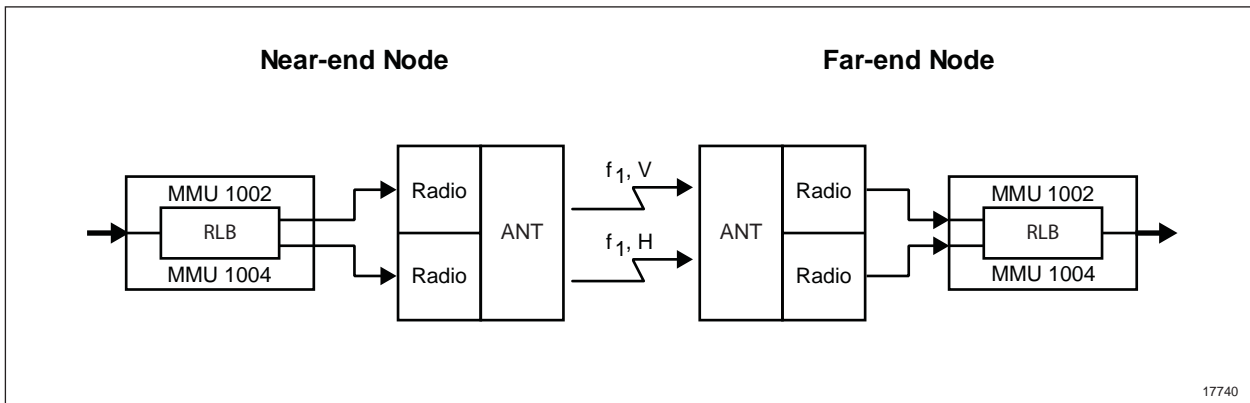 Near-end Node
Far-end Node
MMU 1002
RLB
MMU 1004
Radio
Radio
ANT
f1, V
f1, H
ANT
Radio
Radio
MMU 1002
RLB
MMU 1004
17740